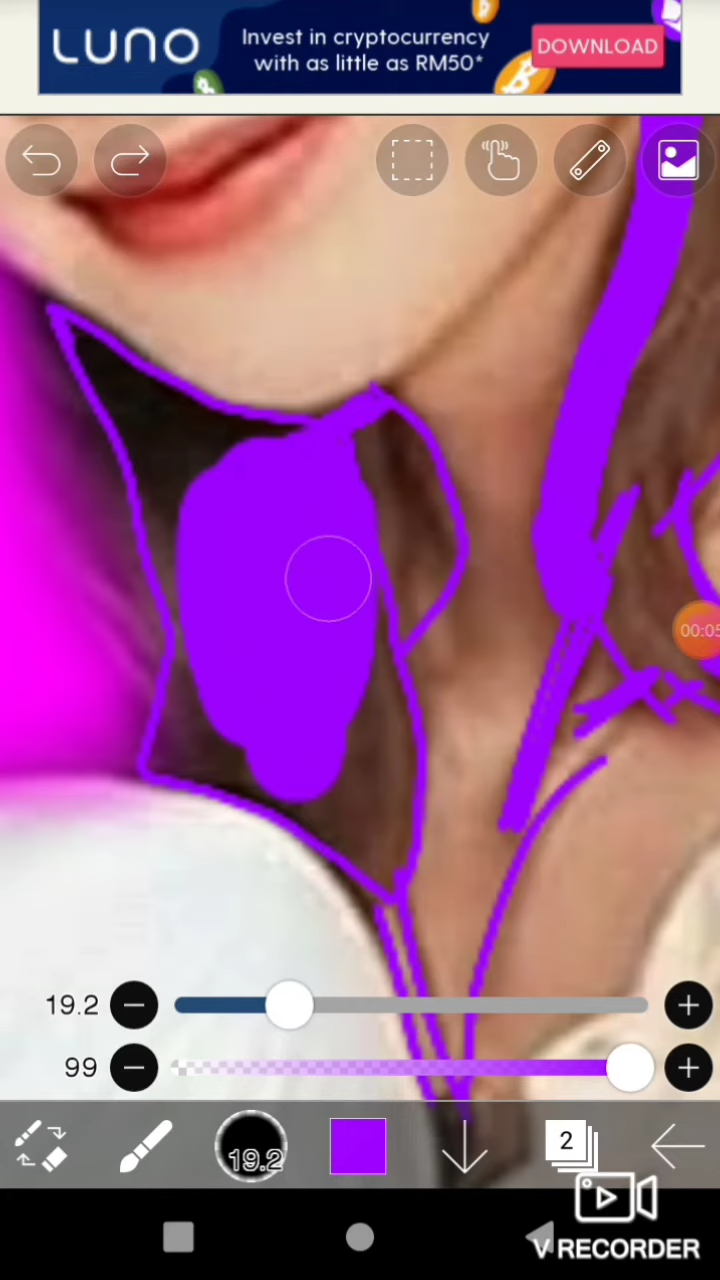 LUNO
Invest in cryptocurrency
with as little as RM50*
DOWNLOAD
00:05
19.2
99
19.2
2
V RECORDER